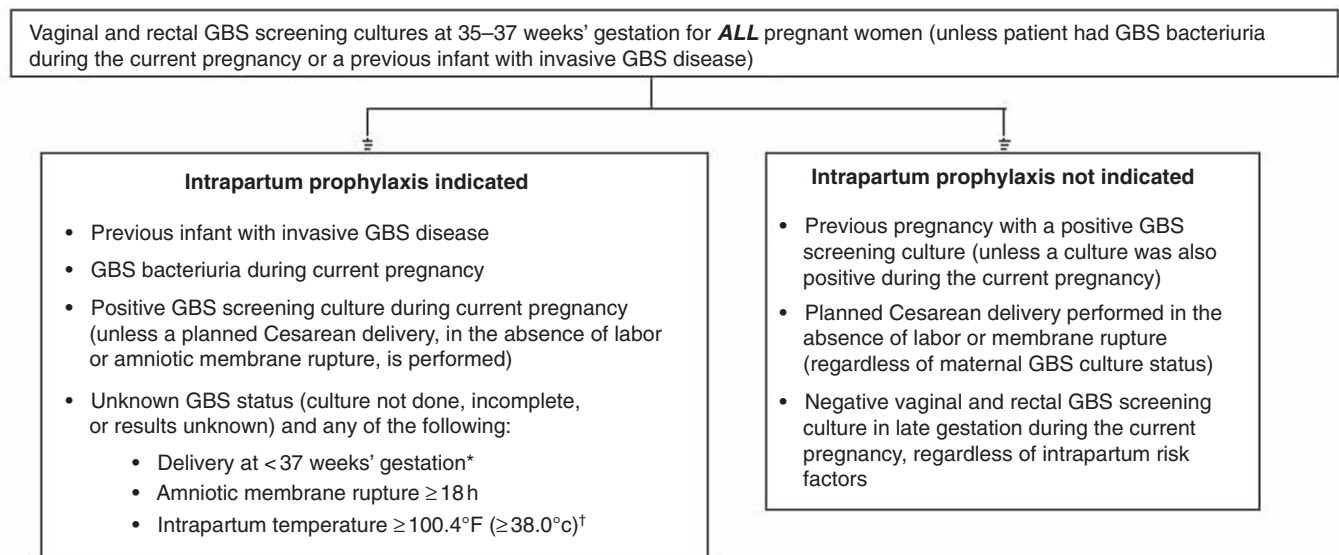 Vaginal and rectal GBS screening cultures at 35–37 weeks' gestation for ALL pregnant women (unless patient had GBS bacteriuria
during the current pregnancy or a previous infant with invasive GBS disease)
Intrapartum prophylaxis indicated
• Previous infant with invasive GBS disease
• GBS bacteriuria during current pregnancy
• Positive GBS screening culture during current pregnancy
(unless a planned Cesarean delivery, in the absence of labor
or amniotic membrane rupture, is performed)
• Unknown GBS status (culture not done, incomplete,
or results unknown) and any of the following:
• Delivery at <37 weeks' gestation*
• Amniotic membrane rupture ≥18 h
• Intrapartum temperature ≥100.4°F (≥38.0°c)†
Intrapartum prophylaxis not indicated
• Previous pregnancy with a positive GBS
screening culture (unless a culture was also
positive during the current pregnancy)
• Planned Cesarean delivery performed in the
absence of labor or membrane rupture
(regardless of maternal GBS culture status)
• Negative vaginal and rectal GBS screening
culture in late gestation during the current
pregnancy, regardless of intrapartum risk
factors